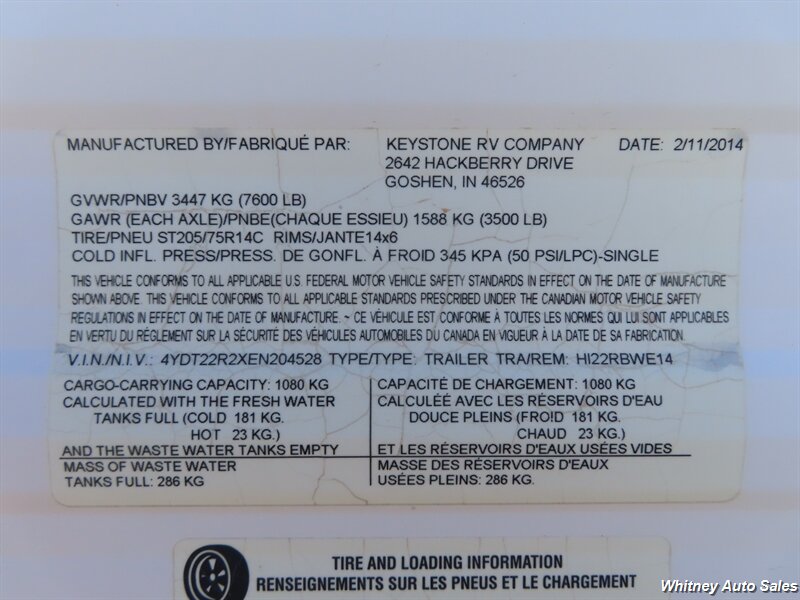 MANUFACTURED BY/FABRIQUÉ PAR: KEYSTONE RV COMPANY DATE: 2/11/2014
2642 HACKBERRY DRIVE
GOSHEN, IN 46526
GVWR/PNBV 3447 KG (7600 LB)
GAWR (EACH AXLE)/PNBE(CHAQUE ESSIEU) 1588 KG (3500 LB)
TIRE/PNEU ST205/75R14C RIMS/JANTE14x6
COLD INFL. PRESS/PRESS. DE GONFL. À FROID 345 KPA (50 PSI/LPC)-SINGLE
THIS VEHICLE CONFORMS TO ALL APPLICABLE U.S. FEDERAL MOTOR VEHICLE SAFETY STANDARDS IN EFFECT ON THE DATE OF MANUFACTURE
SHOWN ABOVE. THIS VEHICLE CONFORMS TO ALL APPLICABLE STANDARDS PRESCRIBED UNDER THE CANADIAN MOTOR VEHICLE SAFETY
REGULATIONS IN EFFECT ON THE DATE OF MANUFACTURE. ~ CE VÉHICULE EST CONFORME À TOUTES LES NORMES QUI LUI SONT APPLICABLES
EN VERTU DU RÉGLEMENT SUR LA SÉCURITÉ DES VÉHICULES AUTOMOBILES DU CANADA EN VIGUEUR À LA DATE DE SA FABRICATION.
V.I.N./N.I.V.: 4YDT22R2XEN204528 TYPE/TYPE: TRAILER TRA/REM: HI22RBWE14
CARGO-CARRYING CAPACITY: 1080 KG
CALCULATED WITH THE FRESH WATER
TANKS FULL (COLD 181 KG.
HOT 23 KG.)
AND THE WASTE WATER TANKS EMPTY
MASS OF WASTE WATER
TANKS FULL: 286 KG
CAPACITÉ DE CHARGEMENT: 1080 KG
CALCULÉE AVEC LES RÉSERVOIRS D'EAU
DOUCE PLEINS (FROID 181 KG.
CHAUD 23 KG.)
ET LES RÉSERVOIRS D'EAUX USÉES VIDES
MASSE DES RÉSERVOIRS D'EAUX
USÉES PLEINS: 286 KG.
TIRE AND LOADING INFORMATION
RENSEIGNEMENTS SUR LES PNEUS ET LE CHARGEMENT
Whitney Auto Sales